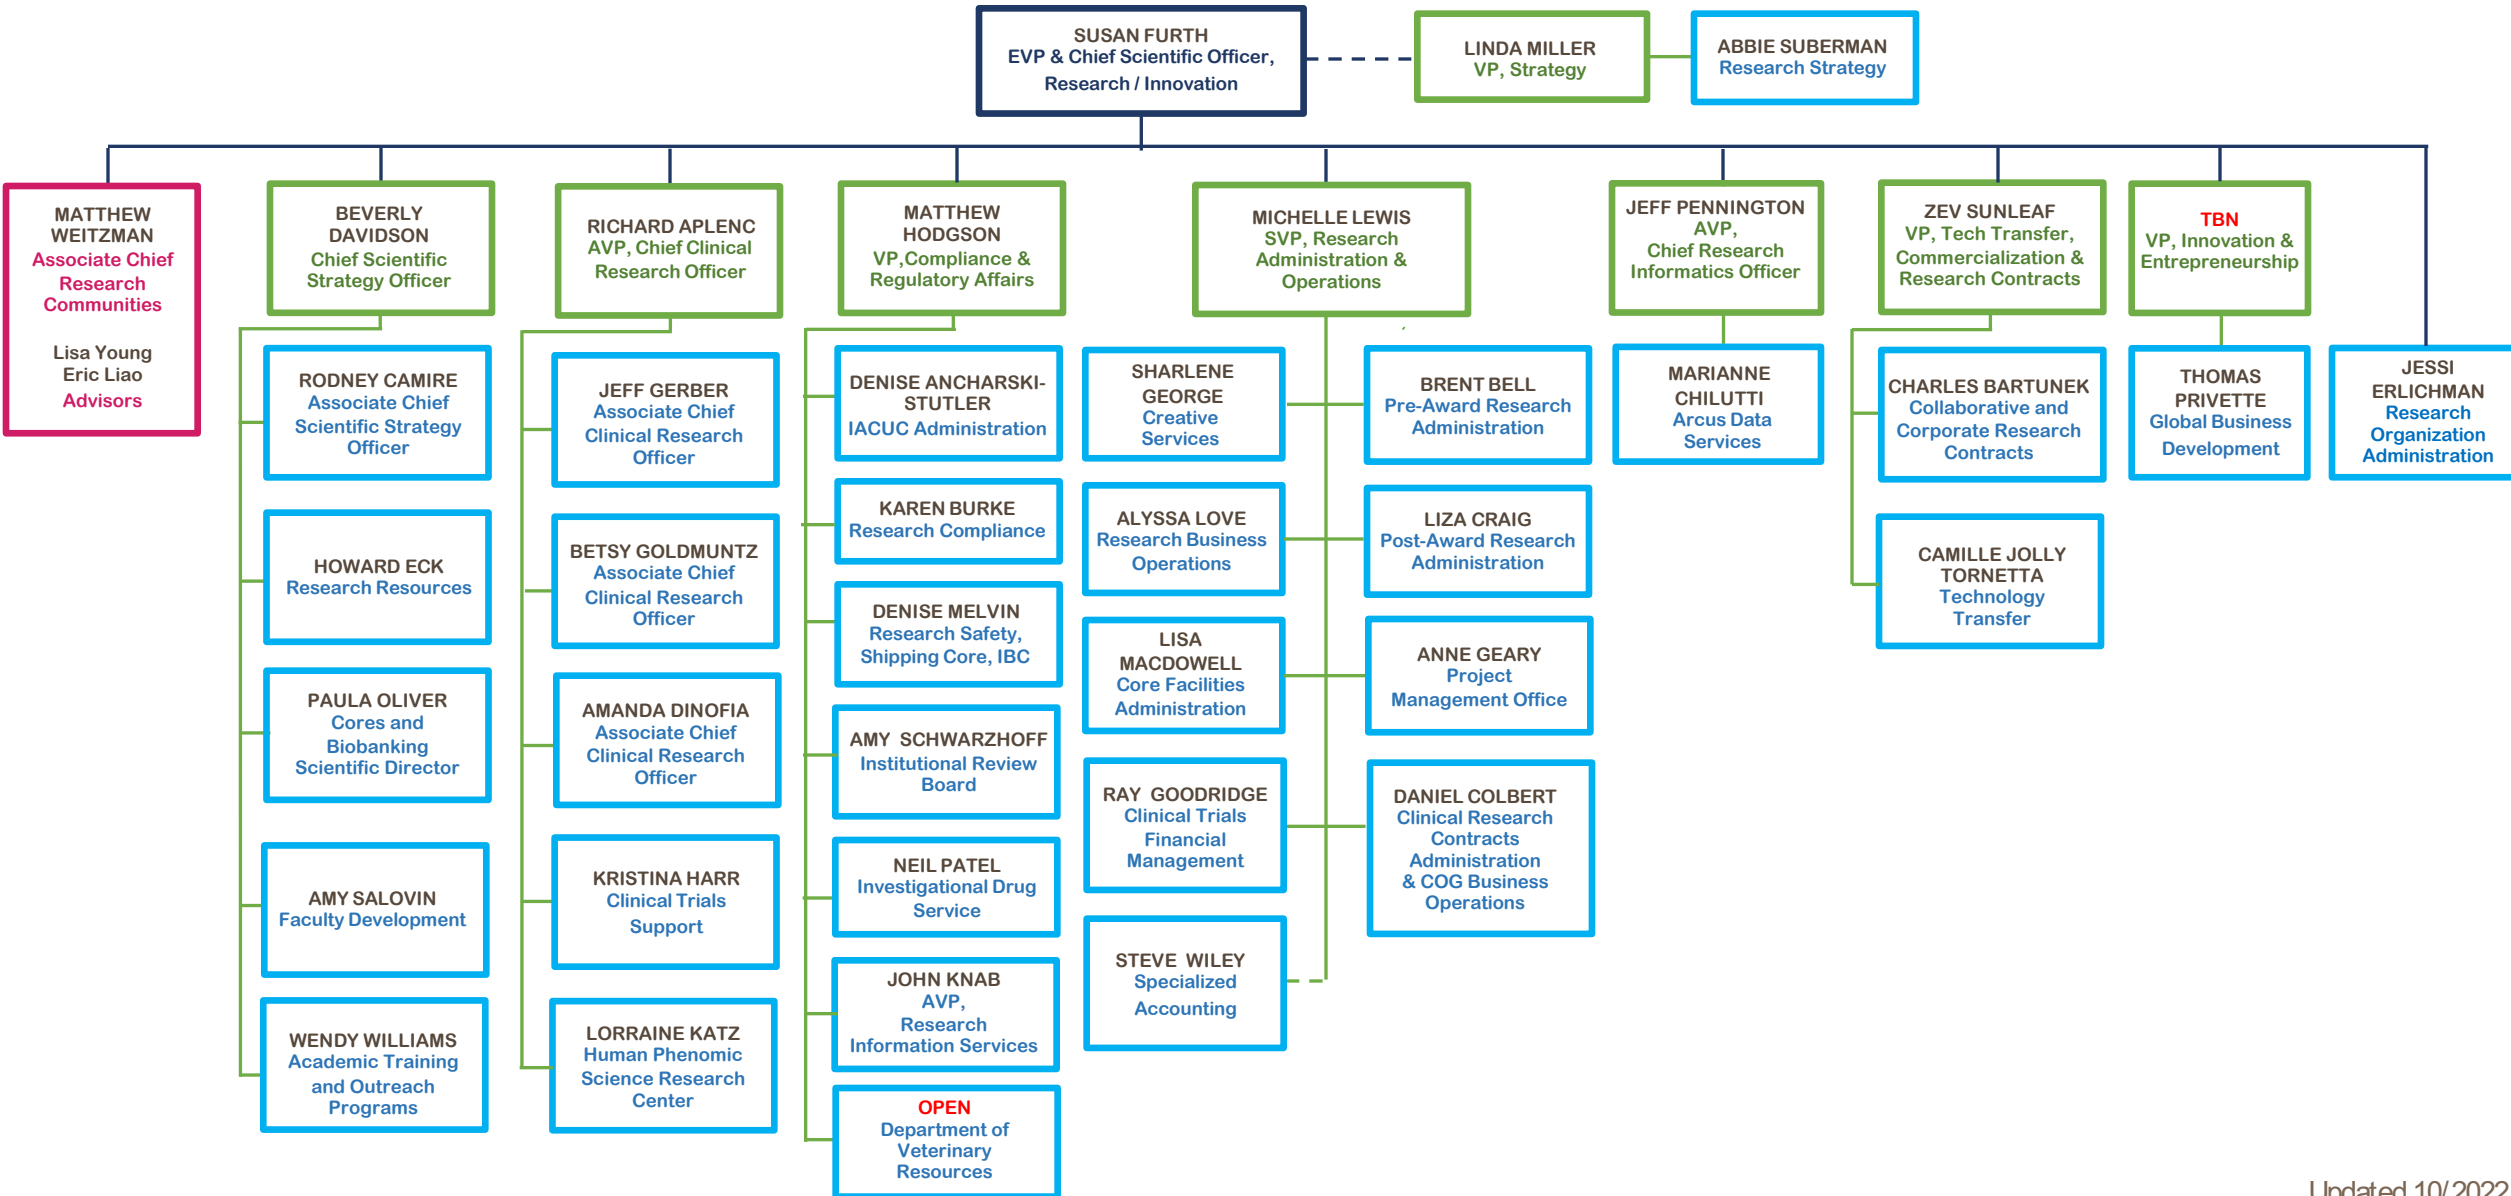 SUSAN FURTH
EVP & Chief Scientific Officer,
Research / Innovation
LINDA MILLER
VP, Strategy
ABBIE SUBERMAN
Research Strategy
MATTHEW
WEITZMAN
Associate Chief
Research
Communities
Lisa Young
Eric Liao
Advisors
BEVERLY
DAVIDSON
Chief Scientific
Strategy Officer
RICHARD APLENC
AVP, Chief Clinical
Research Officer
MATTHEW
HODGSON
VP,Compliance &
Regulatory Affairs
MICHELLE LEWIS
SVP, Research
Administration &
Operations
JEFF PENNINGTON
AVP,
Chief Research
Informatics Officer
ZEV SUNLEAF
VP, Tech Transfer,
Commercialization &
Research Contracts
TBN
VP, Innovation &
Entrepreneurship
RODNEY CAMIRE
Associate Chief
Scientific Strategy
Officer
HOWARD ECK
Research Resources
PAULA OLIVER
Cores and
Biobanking
Scientific Director
AMY SALOVIN
Faculty Development
WENDY WILLIAMS
Academic Training
and Outreach
Programs
JEFF GERBER
Associate Chief
Clinical Research
Officer
BETSY GOLDMUNTZ
Associate Chief
Clinical Research
Officer
AMANDA DINOFIA
Associate Chief
Clinical Research
Officer
KRISTINA HARR
Clinical Trials
Support
LORRAINE KATZ
Human Phenomic
Science Research
Center
DENISE ANCHARSKI-
STUTLER
IACUC Administration
KAREN BURKE
Research Compliance
DENISE MELVIN
Research Safety,
Shipping Core, IBC
AMY SCHWARZHOFF
Institutional Review
Board
NEIL PATEL
Investigational Drug
Service
JOHN KNAB
AVP,
Research
Information Services
OPEN
Department of
Veterinary
Resources
SHARLENE
GEORGE
Creative
Services
ALYSSA LOVE
Research Business
Operations
LISA
MACDOWELL
Core Facilities
Administration
RAY GOODRIDGE
Clinical Trials
Financial
Management
STEVE WILEY
Specialized
Accounting
BRENT BELL
Pre-Award Research
Administration
LIZA CRAIG
Post-Award Research
Administration
ANNE GEARY
Project
Management Office
DANIEL COLBERT
Clinical Research
Contracts
Administration
& COG Business
Operations
MARIANNE
CHILUTTI
Arcus Data
Services
CHARLES BARTUNEK
Collaborative and
Corporate Research
Contracts
CAMILLE JOLLY
TORNETTA
Technology
Transfer
THOMAS
PRIVETTE
Global Business
Development
JESSI
ERLICHMAN
Research
Organization
Administration
Updated 10/2022